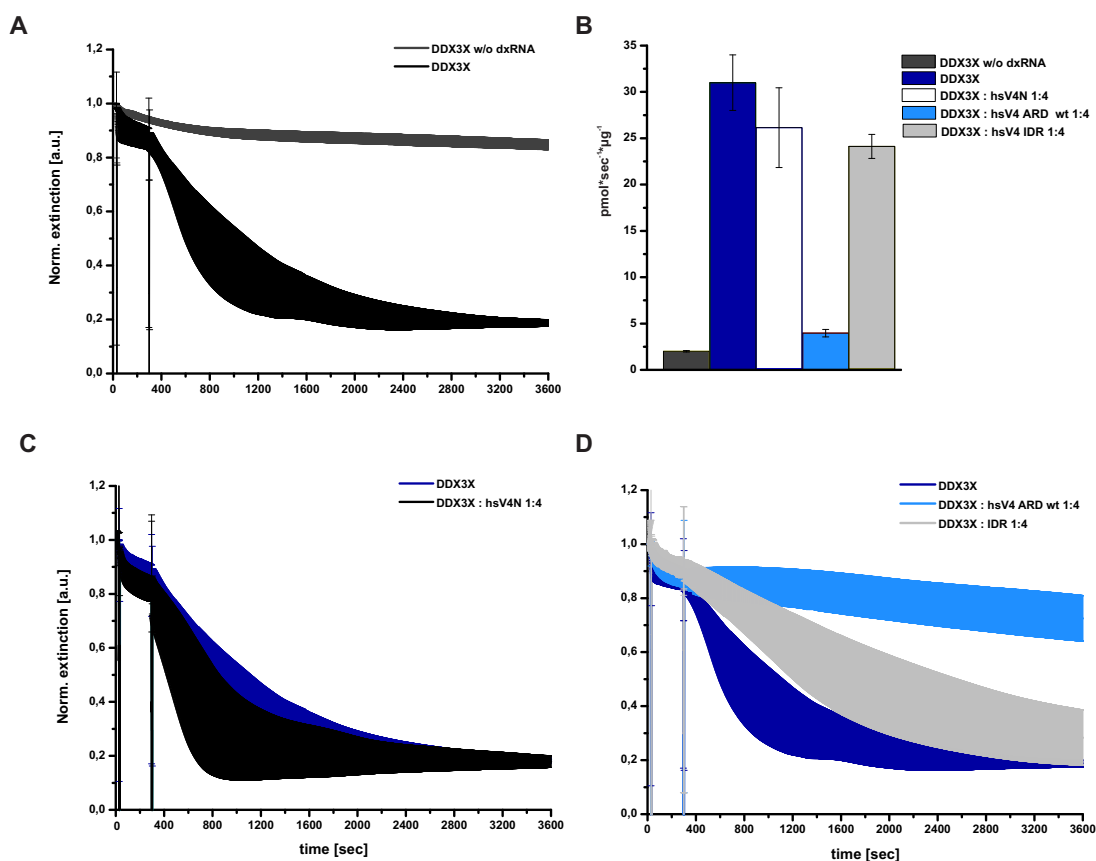 A
DDX3X w/o dxRNA
DDX3X
Norm. extinction [a.u.]
1,2
1,0
0,8
0,6
0,4
0,2
0,0
0 400 800 1200 1600 2000 2400 2800 3200 3600
B
DDX3X w/o dxRNA
DDX3X
DDX3X : hsV4N 1:4
DDX3X : hsV4 ARD wt 1:4
DDX3X : hsV4 IDR 1:4
pmol*sec⁻¹*µg⁻¹
35
30
25
20
15
10
5
0
C
DDX3X
DDX3X : hsV4N 1:4
Norm. extinction [a.u.]
1,2
1,0
0,8
0,6
0,4
0,2
0,0
0 400 800 1200 1600 2000 2400 2800 3200 3600
time [sec]
D
DDX3X
DDX3X : hsV4 ARD wt 1:4
DDX3X : IDR 1:4
1,2
1,0
0,8
0,6
0,4
0,2
0,0
0 400 800 1200 1600 2000 2400 2800 3200 3600
time [sec]